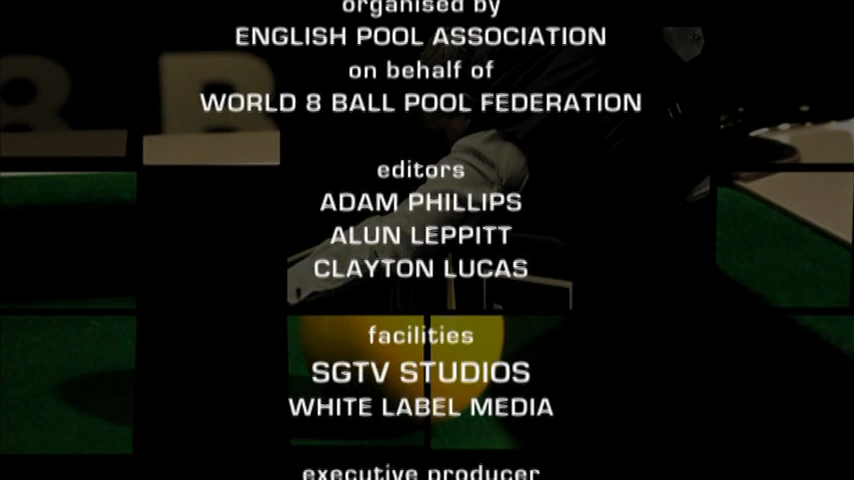 organised by
ENGLISH POOL ASSOCIATION
on behalf of
WORLD 8 BALL POOL FEDERATION
editors
ADAM PHILLIPS
ALUN LEPPITT
CLAYTON LUCAS
facilities
SGTV STUDIOS
WHITE LABEL MEDIA
executive producer
8 B